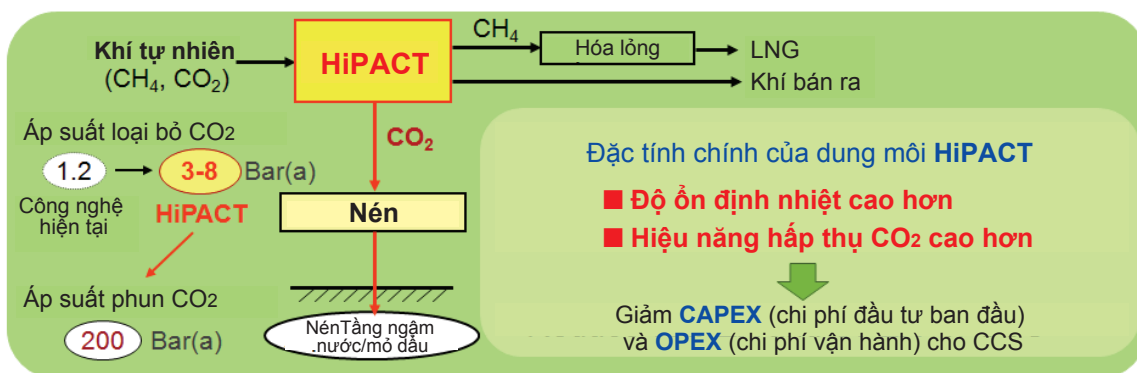 Khí tự nhiên
(CH4, CO2)
HiPACT
CH4
Hóa lỏng
LNG
Khí bán ra
CO2
Áp suất loại bỏ CO2
1.2
3-8
Bar(a)
Công nghệ
hiện tại
HiPACT
Nén
Áp suất phun CO2
200
Bar(a)
NénTầng ngậm
.nước/mỏ dầu
Đặc tính chính của dung môi HiPACT
■ Độ ổn định nhiệt cao hơn
■ Hiệu năng hấp thụ CO2 cao hơn
Giảm CAPEX (chi phí đầu tư ban đầu)
và OPEX (chi phí vận hành) cho CCS